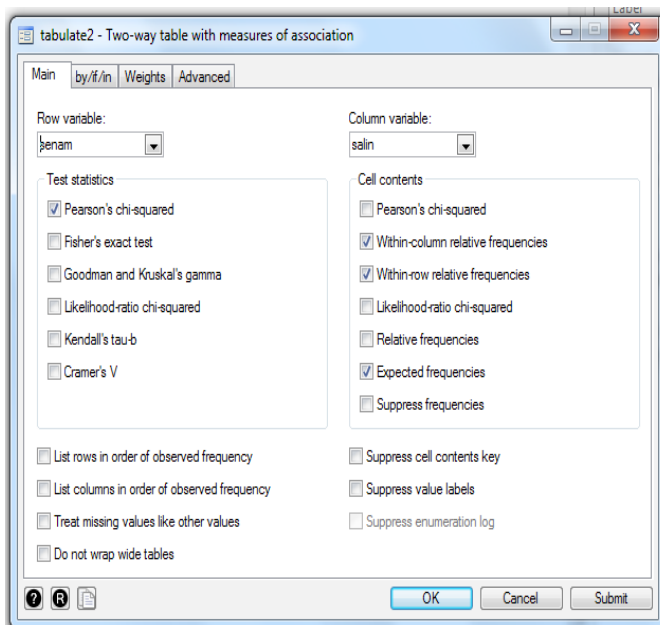 Label
tabulate2 - Two-way table with measures of association
Main by/if/in Weights Advanced
Row variable:
senam
Column variable:
salin
Test statistics
Pearson's chi-squared
Fisher's exact test
Goodman and Kruskal's gamma
Likelihood-ratio chi-squared
Kendall's tau-b
Cramer's V
Cell contents
Pearson's chi-squared
Within-column relative frequencies
Within-row relative frequencies
Likelihood-ratio chi-squared
Relative frequencies
Expected frequencies
Suppress frequencies
List rows in order of observed frequency
List columns in order of observed frequency
Treat missing values like other values
Do not wrap wide tables
Suppress cell contents key
Suppress value labels
Suppress enumeration log
? R
OK Cancel Submit